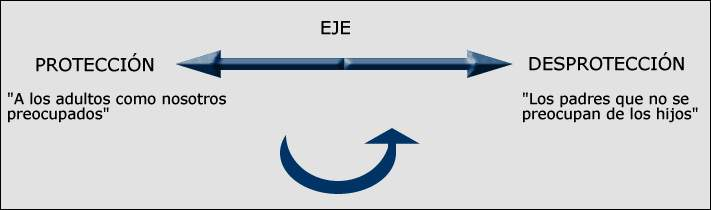 EJE
PROTECCIÓN
DESPROTECCIÓN
"A los adultos como nosotros
preocupados"
"Los padres que no se
preocupan de los hijos"